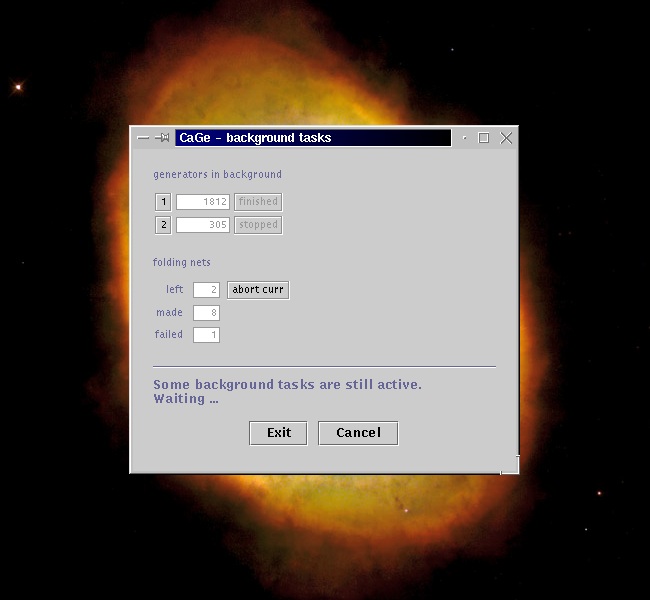 CaGe - background tasks
generators in background
1 1812 finished
2 305 stopped
folding nets
left 2 abort curr
made 8
failed 1
Some background tasks are still active.
Waiting ...
Exit Cancel